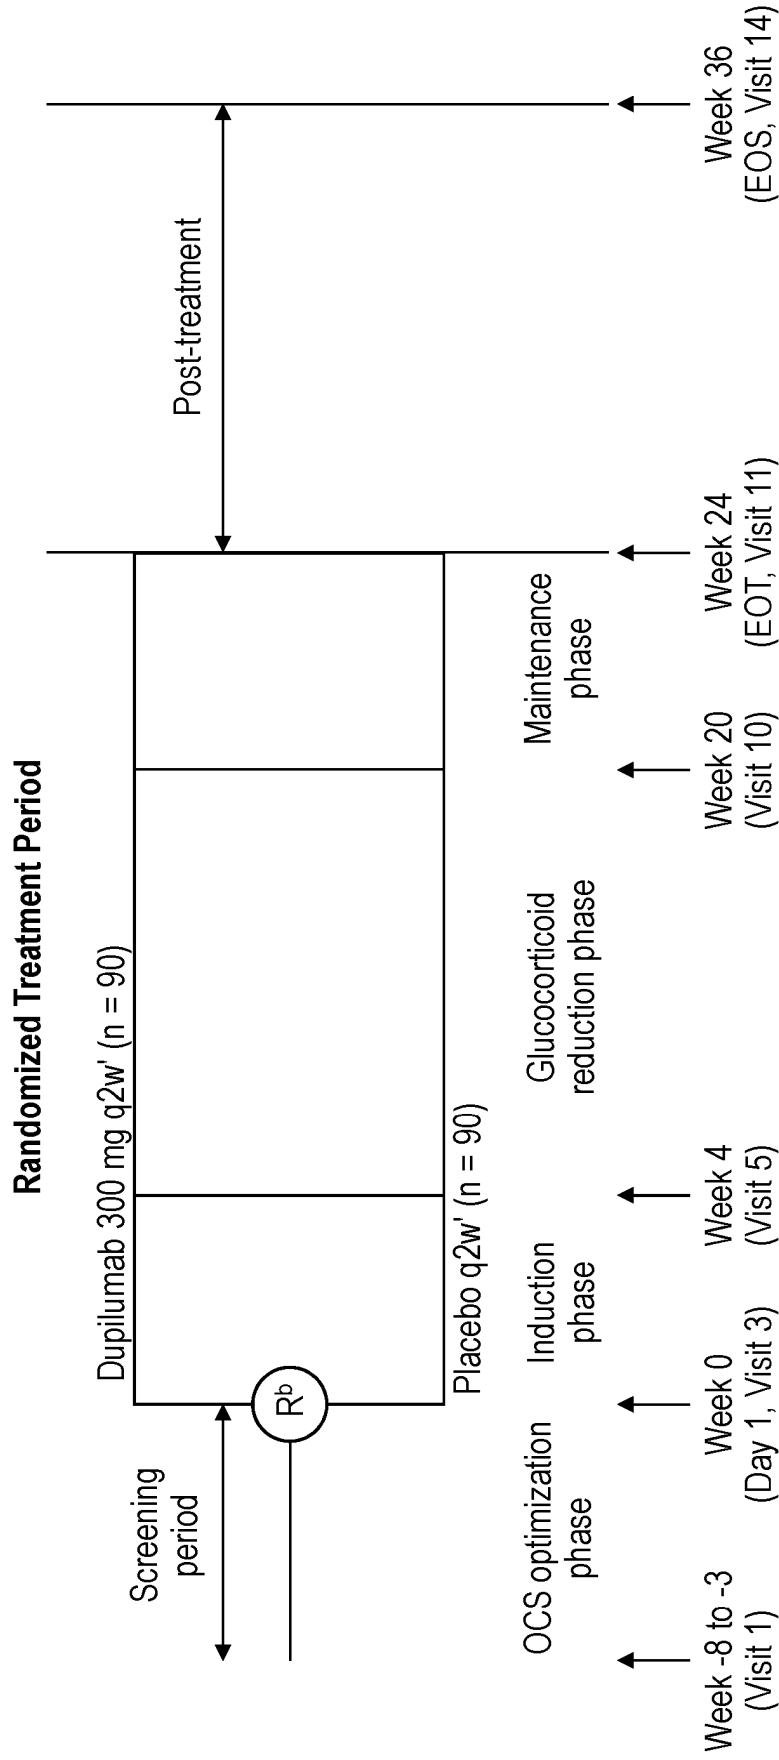 Randomized Treatment Period
Dupilumab 300 mg q2w' (n = 90)
Screening
period
Post-treatment
R^b
Placebo q2w' (n = 90)
OCS optimization
phase
Induction
phase
Glucocorticoid
reduction phase
Maintenance
phase
Week -8 to -3
(Visit 1)
Week 0
(Day 1, Visit 3)
Week 4
(Visit 5)
Week 20
(Visit 10)
Week 24
(EOT, Visit 11)
Week 36
(EOS, Visit 14)